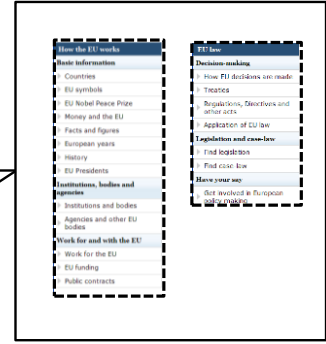 How the EU works
Basic information
Countries
EU symbols
EU Nobel Peace Prize
Money and the EU
Facts and figures
European years
History
EU Presidents
Institutions, bodies and
agencies
Institutions and bodies
Agencies and other EU
bodies
Work for and with the EU
Work for the EU
EU funding
Public contracts
EU law
Decision-making
How EU decisions are made
Treaties
Regulations, Directives and
other acts
Application of EU law
Legislation and case-law
Find legislation
Find case-law
Have your say
Get involved in European
policy making